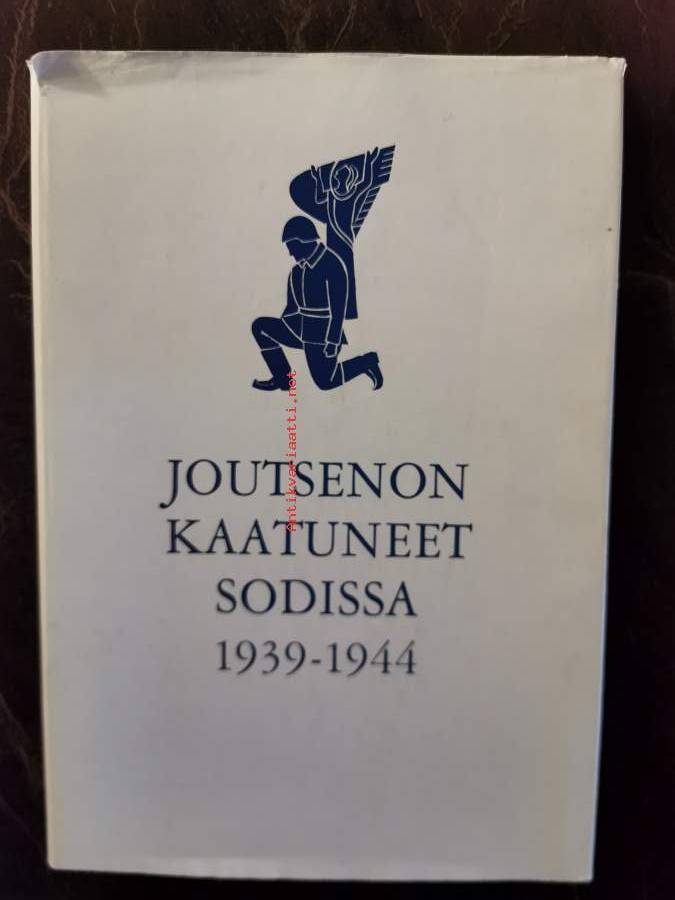 JOUTSENON
KAATUNEET
SODISSA
1939-1944
antikvariaatti.net